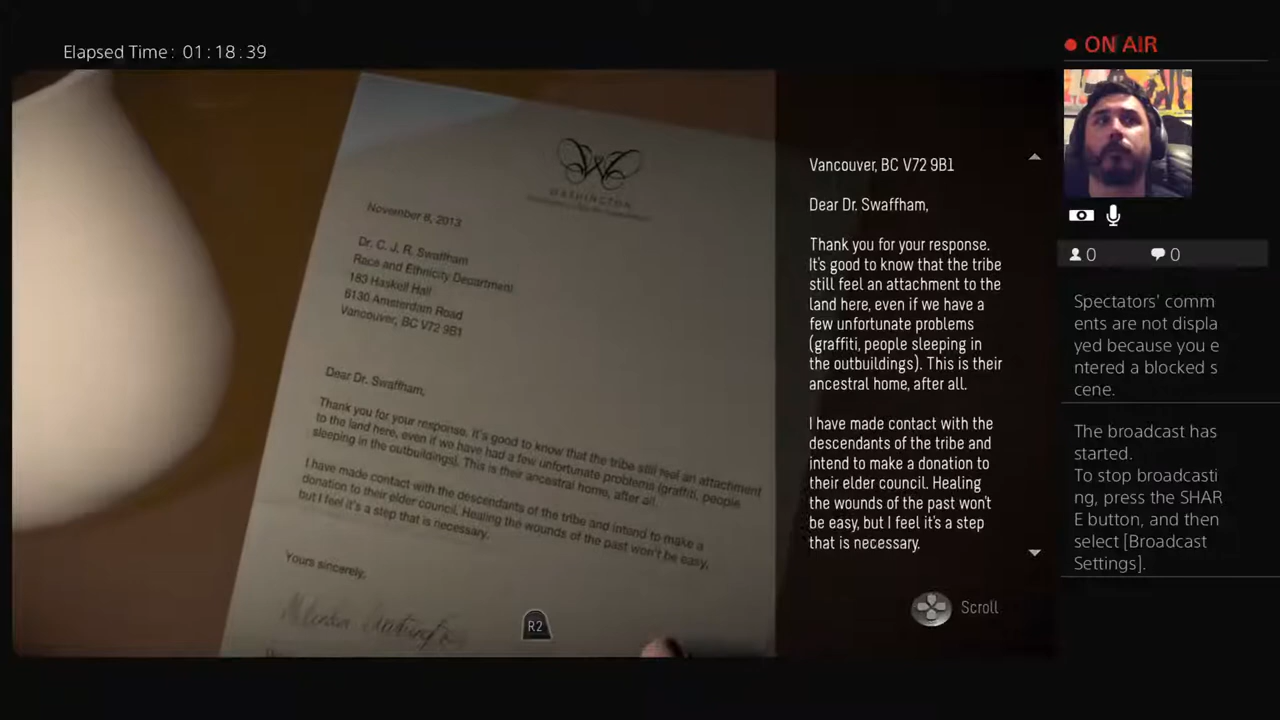 Elapsed Time: 01:18:39
WASHINGTON
November 6, 2013
Dr. C. J. R. Swaffham
Race and Ethnicity Department
183 Haskell Hall
6130 Amsterdam Road
Vancouver, BC V72 9B1
Dear Dr. Swaffham,
Thank you for your response. It's good to know that the tribe still feel an attachment
to the land here, even if we have had a few unfortunate problems (graffiti, people
sleeping in the outbuildings). This is their ancestral home, after all.
I have made contact with the descendants of the tribe and intend to make a
donation to their elder council. Healing the wounds of the past won't be easy,
but I feel it's a step that is necessary.
Yours sincerely,
R2
Vancouver, BC V72 9B1
Dear Dr. Swaffham,
Thank you for your response.
It's good to know that the tribe
still feel an attachment to the
land here, even if we have a
few unfortunate problems
(graffiti, people sleeping in
the outbuildings). This is their
ancestral home, after all.
I have made contact with the
descendants of the tribe and
intend to make a donation to
their elder council. Healing
the wounds of the past won't
be easy, but I feel it's a step
that is necessary.
Scroll
ON AIR
0
0
Spectators' comm
ents are not displa
yed because you e
ntered a blocked s
cene.
The broadcast has
started.
To stop broadcasti
ng, press the SHAR
E button, and then
select [Broadcast
Settings].